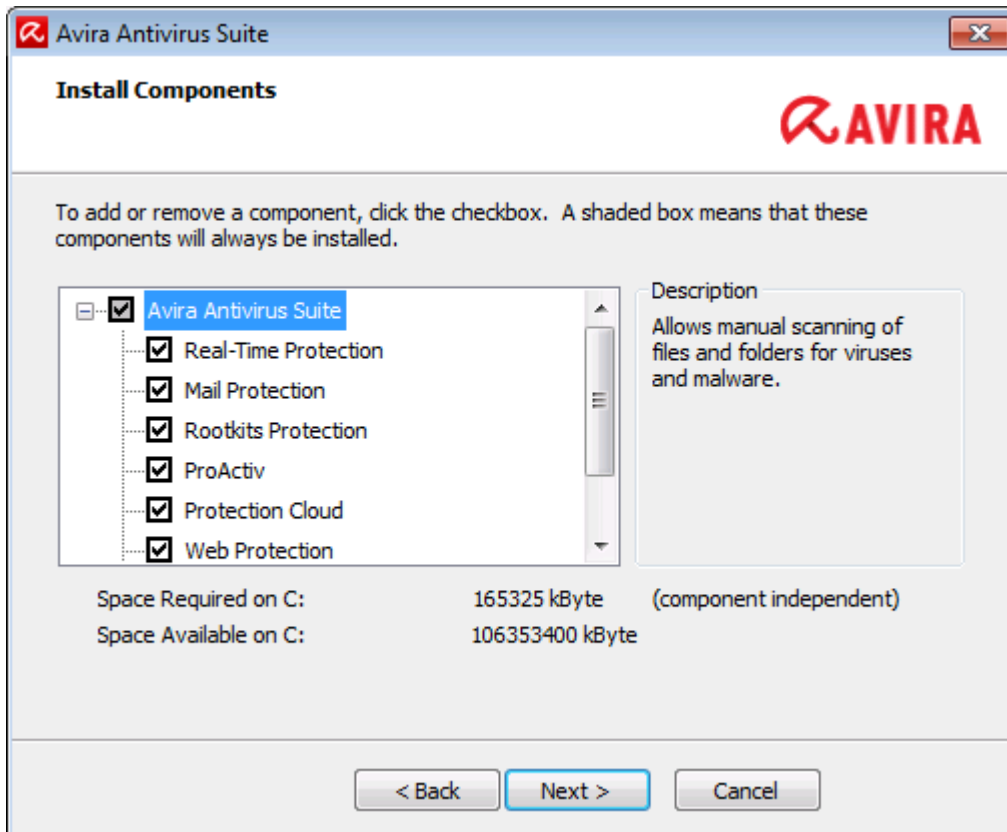 Avira Antivirus Suite
Install Components
AVIRA
To add or remove a component, click the checkbox.  A shaded box means that these
components will always be installed.
Avira Antivirus Suite
Real-Time Protection
Mail Protection
Rootkits Protection
ProActiv
Protection Cloud
Web Protection
Description
Allows manual scanning of
files and folders for viruses
and malware.
Space Required on C: 165325 kByte (component independent)
Space Available on C: 106353400 kByte
< Back Next > Cancel